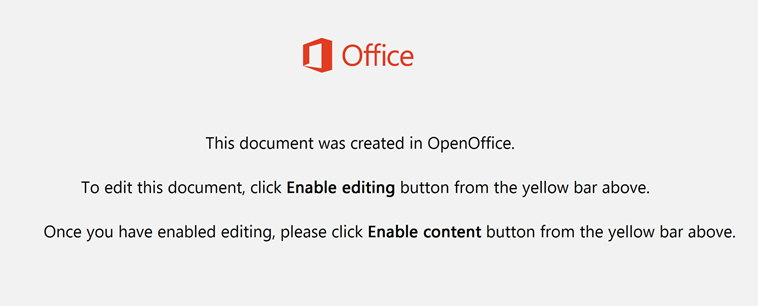 Office
This document was created in OpenOffice.
To edit this document, click Enable editing button from the yellow bar above.
Once you have enabled editing, please click Enable content button from the yellow bar above.